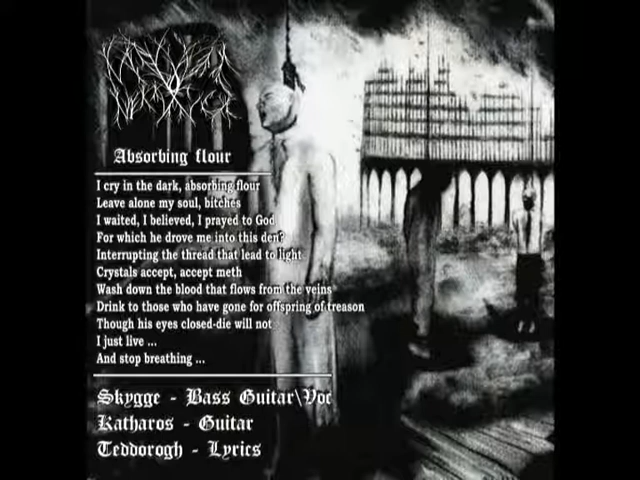 Absorbing flour
I cry in the dark, absorbing flour
Leave alone my soul, bitches
I waited, I believed, I prayed to God
For which he drove me into this den?
Interrupting the thread that lead to light
Crystals accept, accept meth
Wash down the blood that flows from the veins
Drink to those who have gone for offspring of treason
Though his eyes closed-die will not
I just live ...
And stop breathing ...
Skygge - Bass Guitar\Voc
Katharos - Guitar
Teddorogh - Lyrics